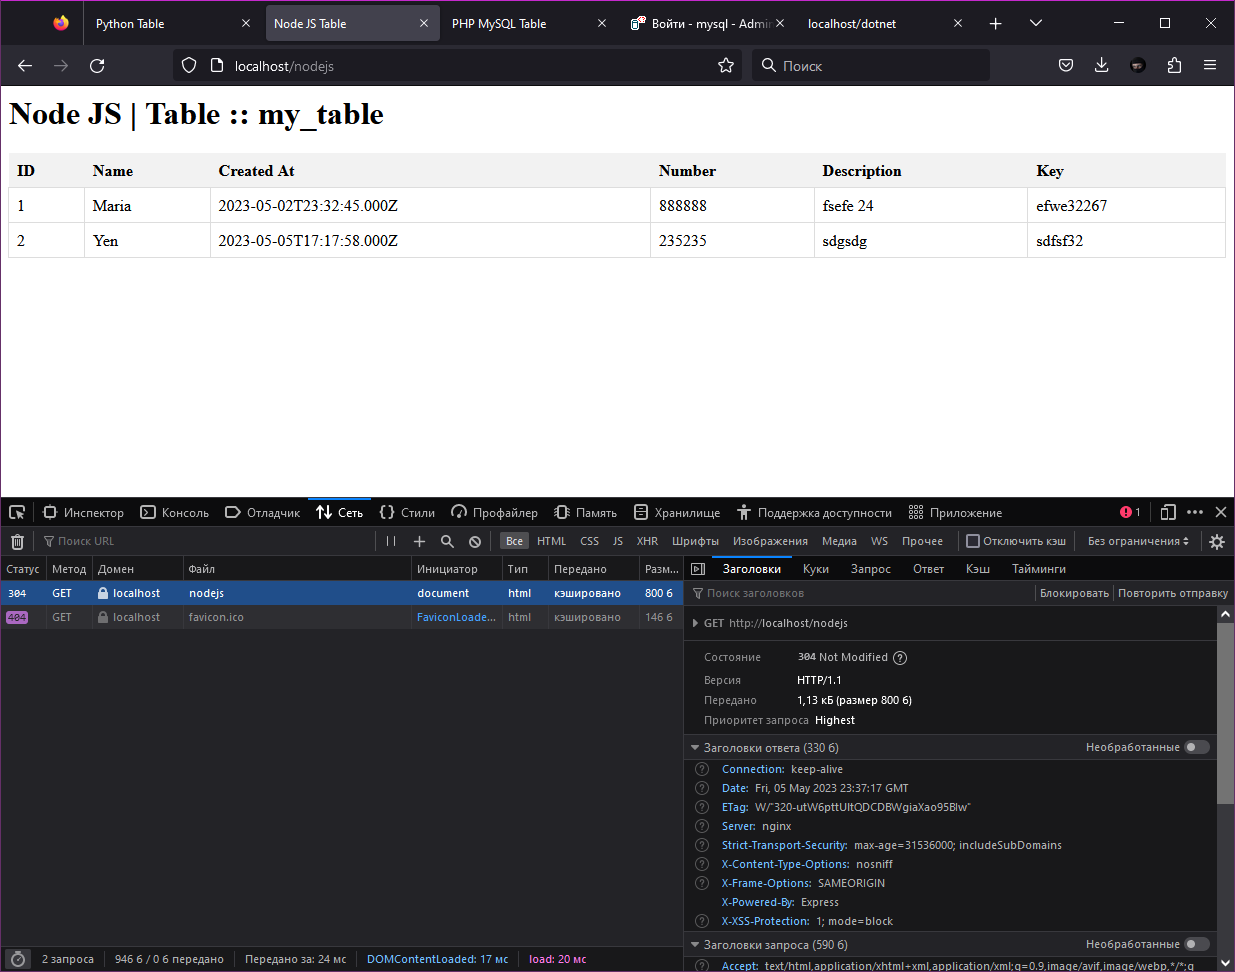 Python Table
Node JS Table
PHP MySQL Table
Войти - mysql - Admin
localhost/dotnet
localhost/nodejs
Поиск
Node JS | Table :: my_table
ID Name Created At Number Description Key
1 Maria 2023-05-02T23:32:45.000Z 888888 fsefe 24 efwe32267
2 Yen 2023-05-05T17:17:58.000Z 235235 sdgsdg sdfsf32
Инспектор Консоль Отладчик Сеть Стили Профайлер Память Хранилище Поддержка доступности Приложение 1
Поиск URL Все HTML CSS JS XHR Шрифты Изображения Медиа WS Прочее Отключить кэш Без ограничения
Статус Метод Домен Файл Инициатор Тип Передано Разм...
304 GET localhost nodejs document html кэшировано 800 б
404 GET localhost favicon.ico FaviconLoade... html кэшировано 146 б
Заголовки Куки Запрос Ответ Кэш Тайминги
Поиск заголовков Блокировать Повторить отправку
GET http://localhost/nodejs
Состояние 304 Not Modified
Версия HTTP/1.1
Передано 1,13 кБ (размер 800 б)
Приоритет запроса Highest
Заголовки ответа (330 б) Необработанные
Connection: keep-alive
Date: Fri, 05 May 2023 23:37:17 GMT
ETag: W/"320-utW6pttUItQDCDBWgiaXao95BIw"
Server: nginx
Strict-Transport-Security: max-age=31536000; includeSubDomains
X-Content-Type-Options: nosniff
X-Frame-Options: SAMEORIGIN
X-Powered-By: Express
X-XSS-Protection: 1; mode=block
Заголовки запроса (590 б) Необработанные
Accept: text/html,application/xhtml+xml,application/xml;q=0.9,image/avif,image/webp,*/*;q
2 запроса 946 б / 0 б передано Передано за: 24 мс DOMContentLoaded: 17 мс load: 20 мс